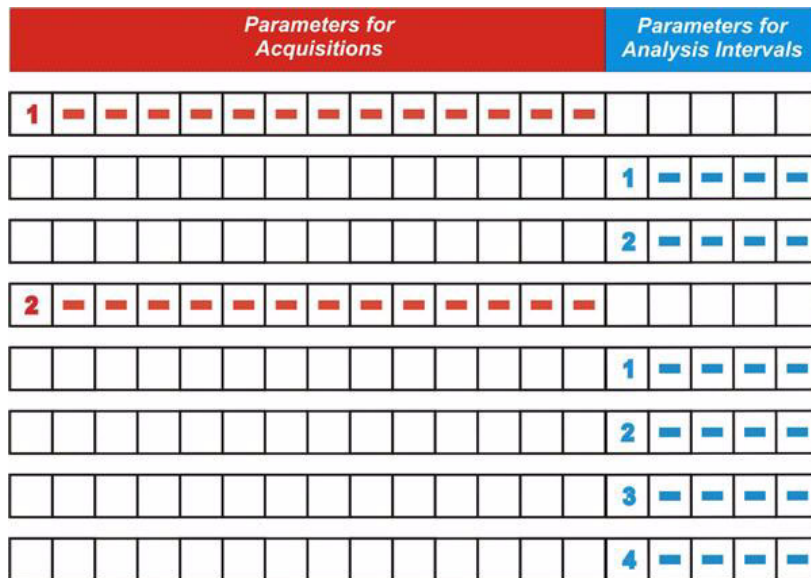 Parameters for
Acquisitions
Parameters for
Analysis Intervals
1
1
2
2
1
2
3
4